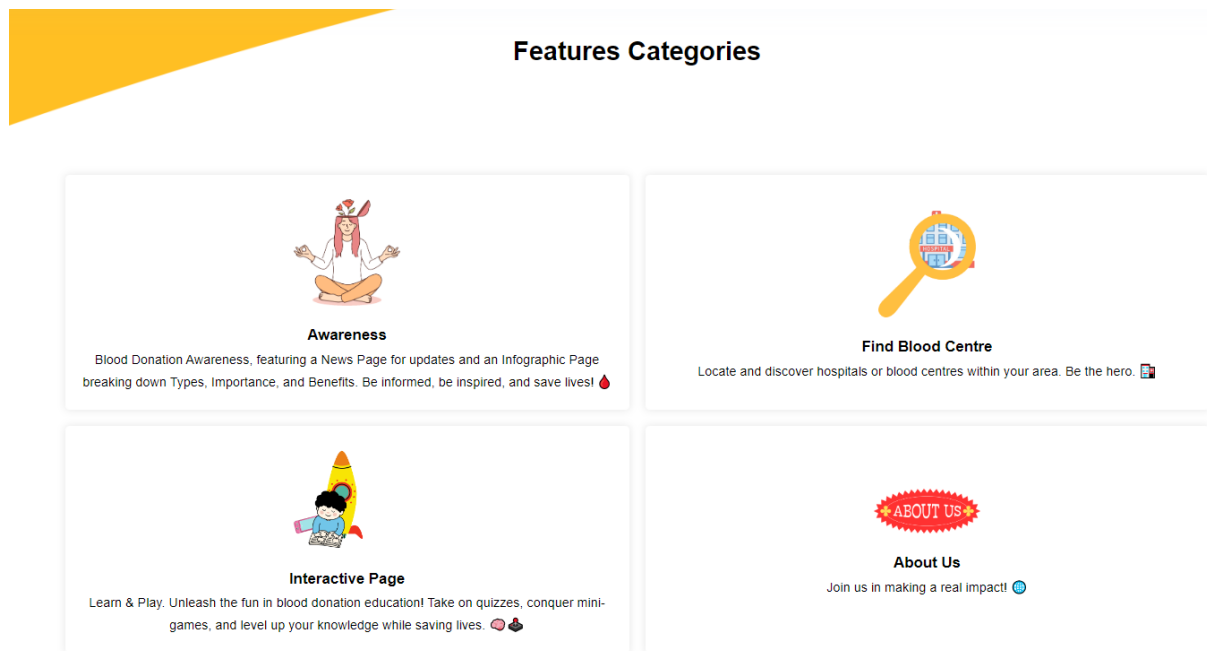 Features Categories
Awareness
Blood Donation Awareness, featuring a News Page for updates and an Infographic Page
breaking down Types, Importance, and Benefits. Be informed, be inspired, and save lives! 🩸
HOSPITAL
Find Blood Centre
Locate and discover hospitals or blood centres within your area. Be the hero. 🏥
Interactive Page
Learn & Play. Unleash the fun in blood donation education! Take on quizzes, conquer mini-
games, and level up your knowledge while saving lives. 🧠🕹️
ABOUT US
About Us
Join us in making a real impact! 🌐